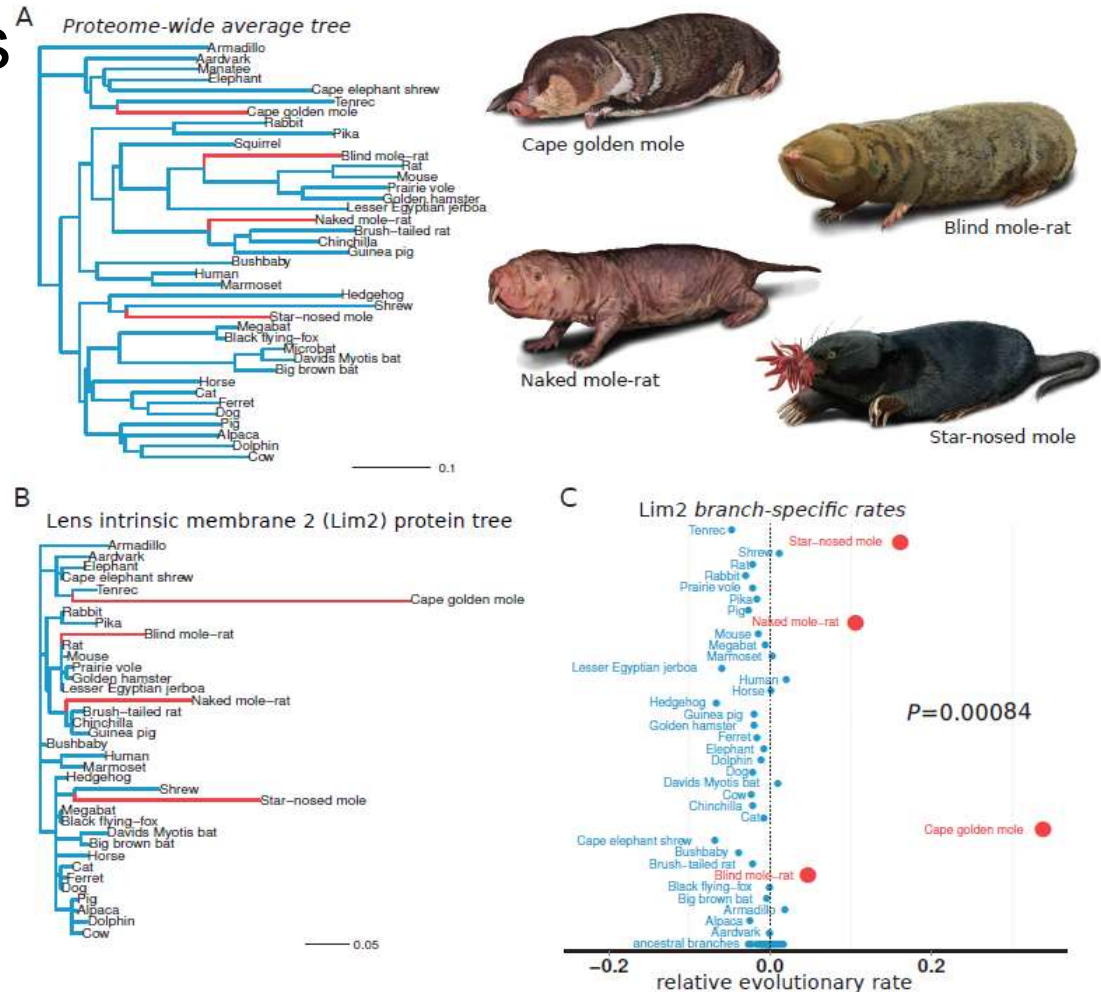 s
A
Proteome-wide average tree
Armadillo
Aardvark
Manatee
Elephant
Cape elephant shrew
Tenrec
Cape golden mole
Rabbit
Pika
Squirrel
Blind mole-rat
Rat
Mouse
Prairie vole
Golden hamster
Lesser Egyptian jerboa
Naked mole-rat
Brush-tailed rat
Chinchilla
Guinea pig
Bushbaby
Human
Marmoset
Hedgehog
Shrew
Star-nosed mole
Megabat
Black flying-fox
Microbat
Davids Myotis bat
Big brown bat
Horse
Cat
Ferret
Dog
Pig
Alpaca
Dolphin
Cow
0.1
Cape golden mole
Blind mole-rat
Naked mole-rat
Star-nosed mole
B
Lens intrinsic membrane 2 (Lim2) protein tree
Armadillo
Aardvark
Elephant
Cape elephant shrew
Tenrec
Cape golden mole
Rabbit
Pika
Blind mole-rat
Rat
Mouse
Prairie vole
Golden hamster
Lesser Egyptian jerboa
Naked mole-rat
Brush-tailed rat
Chinchilla
Guinea pig
Bushbaby
Human
Marmoset
Hedgehog
Shrew
Star-nosed mole
Megabat
Black flying-fox
Davids Myotis bat
Big brown bat
Horse
Cat
Ferret
Dog
Pig
Alpaca
Dolphin
Cow
0.05
C
Lim2 branch-specific rates
Tenrec
Star-nosed mole
Shrew
Rat
Rabbit
Prairie vole
Pika
Pig
Naked mole-rat
Mouse
Megabat
Marmoset
Lesser Egyptian jerboa
Human
Horse
Hedgehog
Guinea pig
Golden hamster
Ferret
Elephant
Dolphin
Dog
Davids Myotis bat
Cow
Chinchilla
Cat
Cape golden mole
Cape elephant shrew
Bushbaby
Brush-tailed rat
Blind mole-rat
Black flying-fox
Big brown bat
Armadillo
Alpaca
Aardvark
ancestral branches
P=0.00084
−0.2 0.0 0.2
relative evolutionary rate